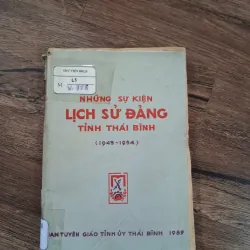 NHỮNG SỰ KIỆN
LỊCH SỬ ĐẢNG
TỈNH THÁI BÌNH
(1945-1954)
BAN TUYÊN GIÁO TỈNH ỦY THÁI BÌNH 1989